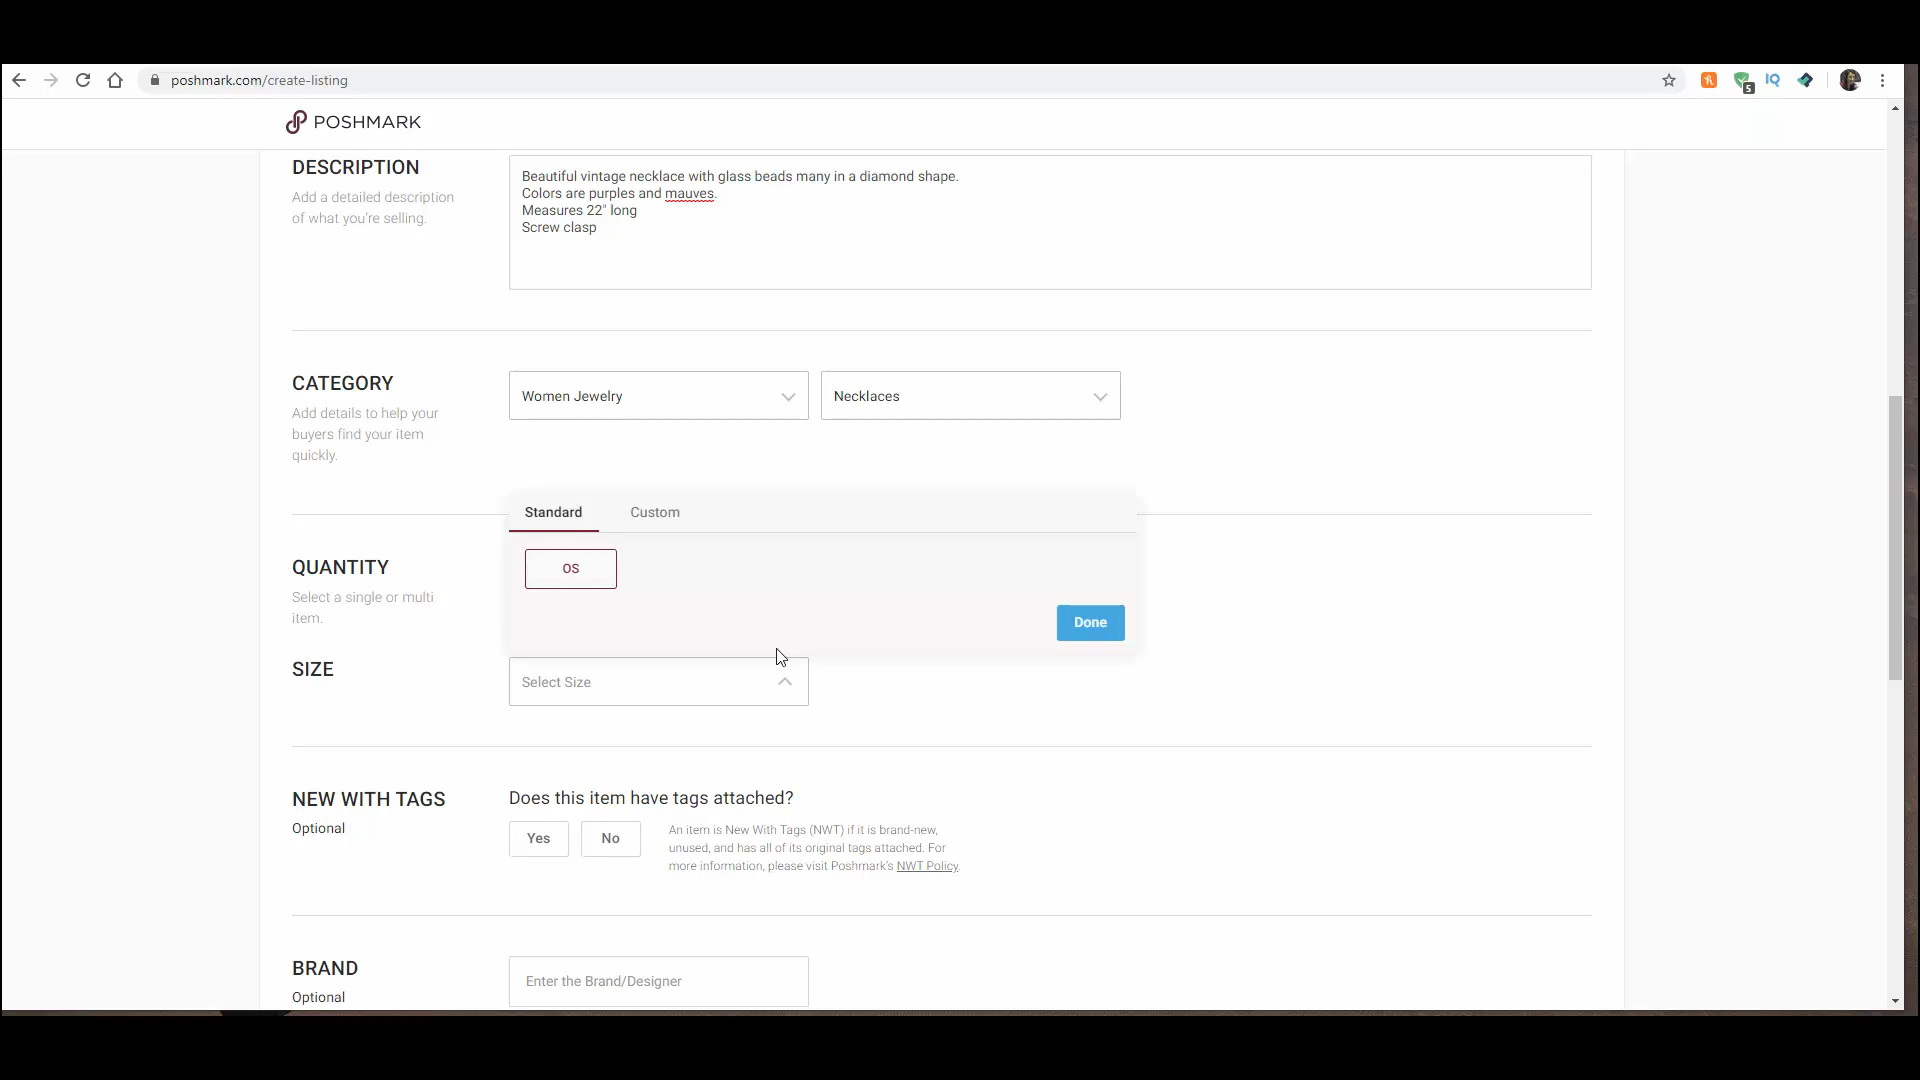 poshmark.com/create-listing
5
IQ
POSHMARK
DESCRIPTION
Add a detailed description
of what you're selling.
Beautiful vintage necklace with glass beads many in a diamond shape.
Colors are purples and mauves.
Measures 22" long
Screw clasp
CATEGORY
Add details to help your
buyers find your item
quickly.
Women Jewelry
Necklaces
Standard
Custom
OS
Done
QUANTITY
Select a single or multi
item.
SIZE
Select Size
NEW WITH TAGS
Optional
Does this item have tags attached?
Yes
No
An item is New With Tags (NWT) if it is brand-new,
unused, and has all of its original tags attached. For
more information, please visit Poshmark's NWT Policy.
BRAND
Optional
Enter the Brand/Designer